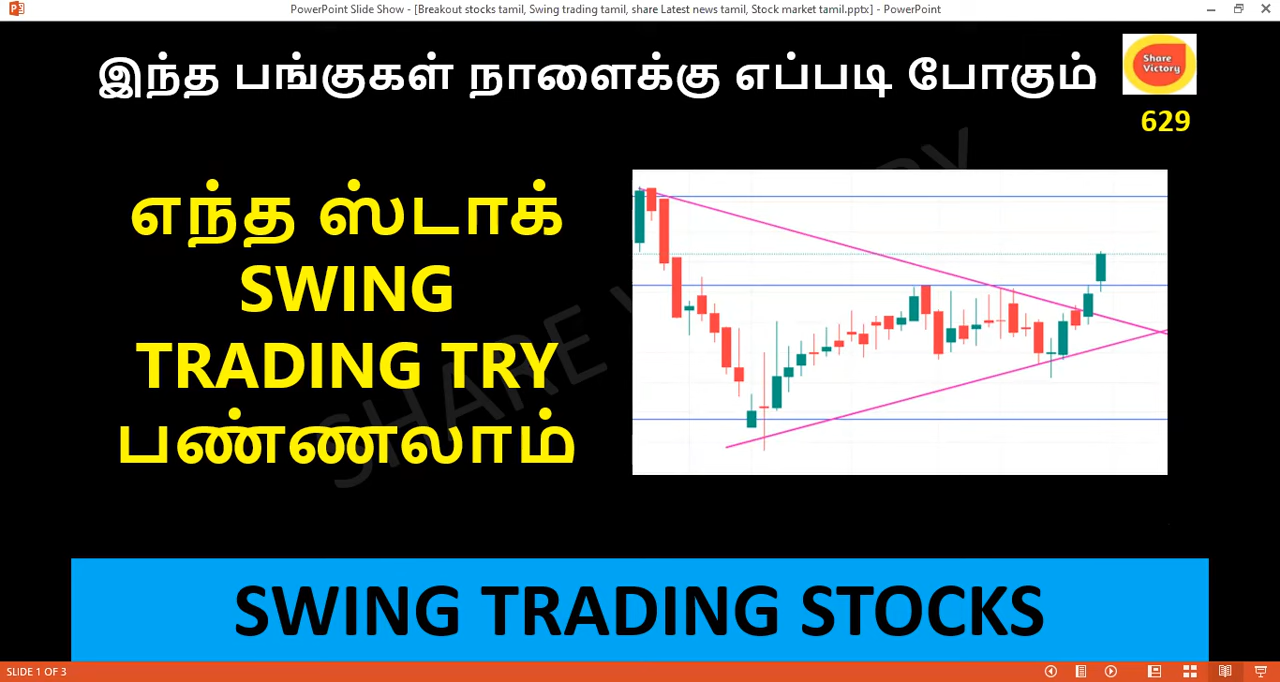 PowerPoint Slide Show - [Breakout stocks tamil, Swing trading tamil, share Latest news tamil, Stock market tamil.pptx] - PowerPoint
இந்த பங்குகள் நாளைக்கு எப்படி போகும்
Share
Victory
629
எந்த ஸ்டாக்
SWING
TRADING TRY
பண்ணலாம்
SHARE VICTORY
SWING TRADING STOCKS
SLIDE 1 OF 3